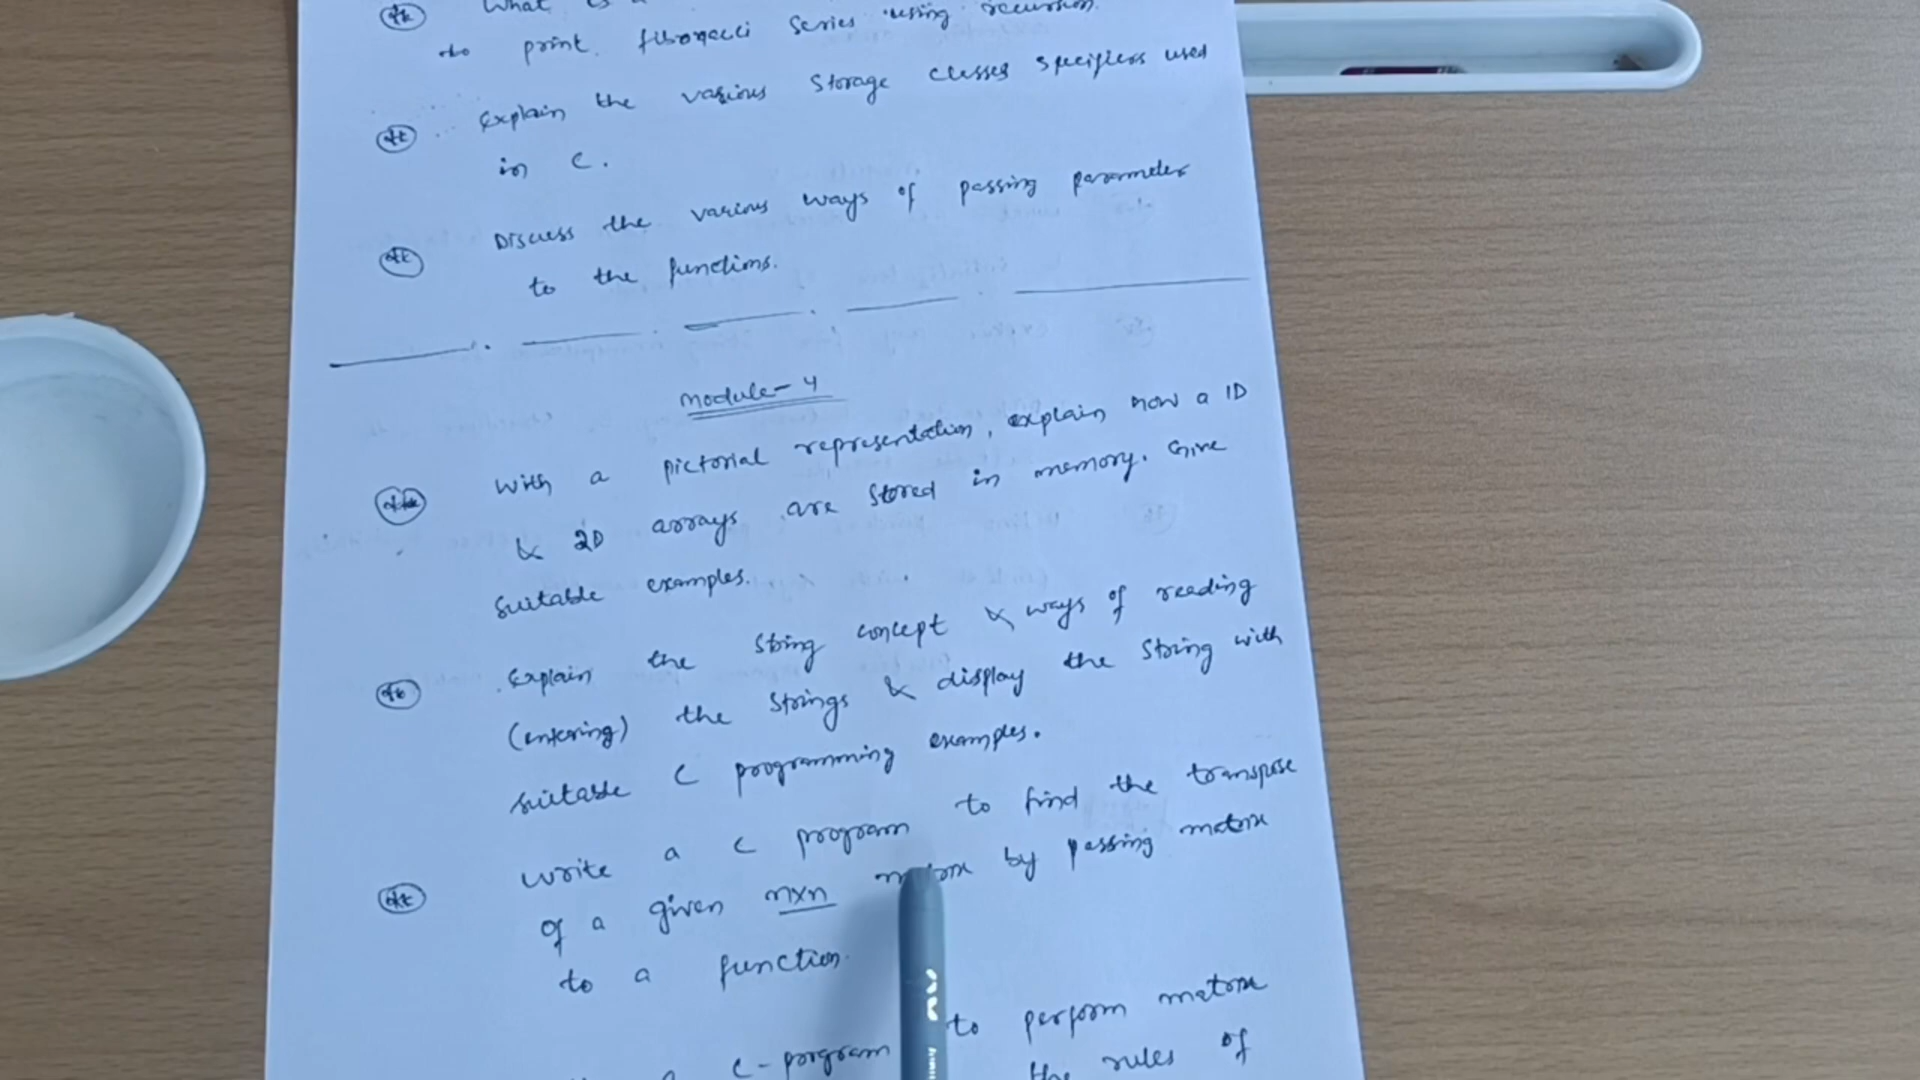 What is a
to print fibonacci Series using recursion.
Explain the various Storage classes specifiers used
in C.
Discuss the various ways of passing parameter
to the functions.
Module-4
With a pictorial representation, explain how a 1D
& 2D arrays are stored in memory. Give
suitable examples.
Explain the string concept & ways of reading
(entering) the strings & display the string with
suitable C programming examples.
Write a C program to find the transpose
of a given nxn by passing matrix
to a function.
a C-program to perform matrix
the rules of